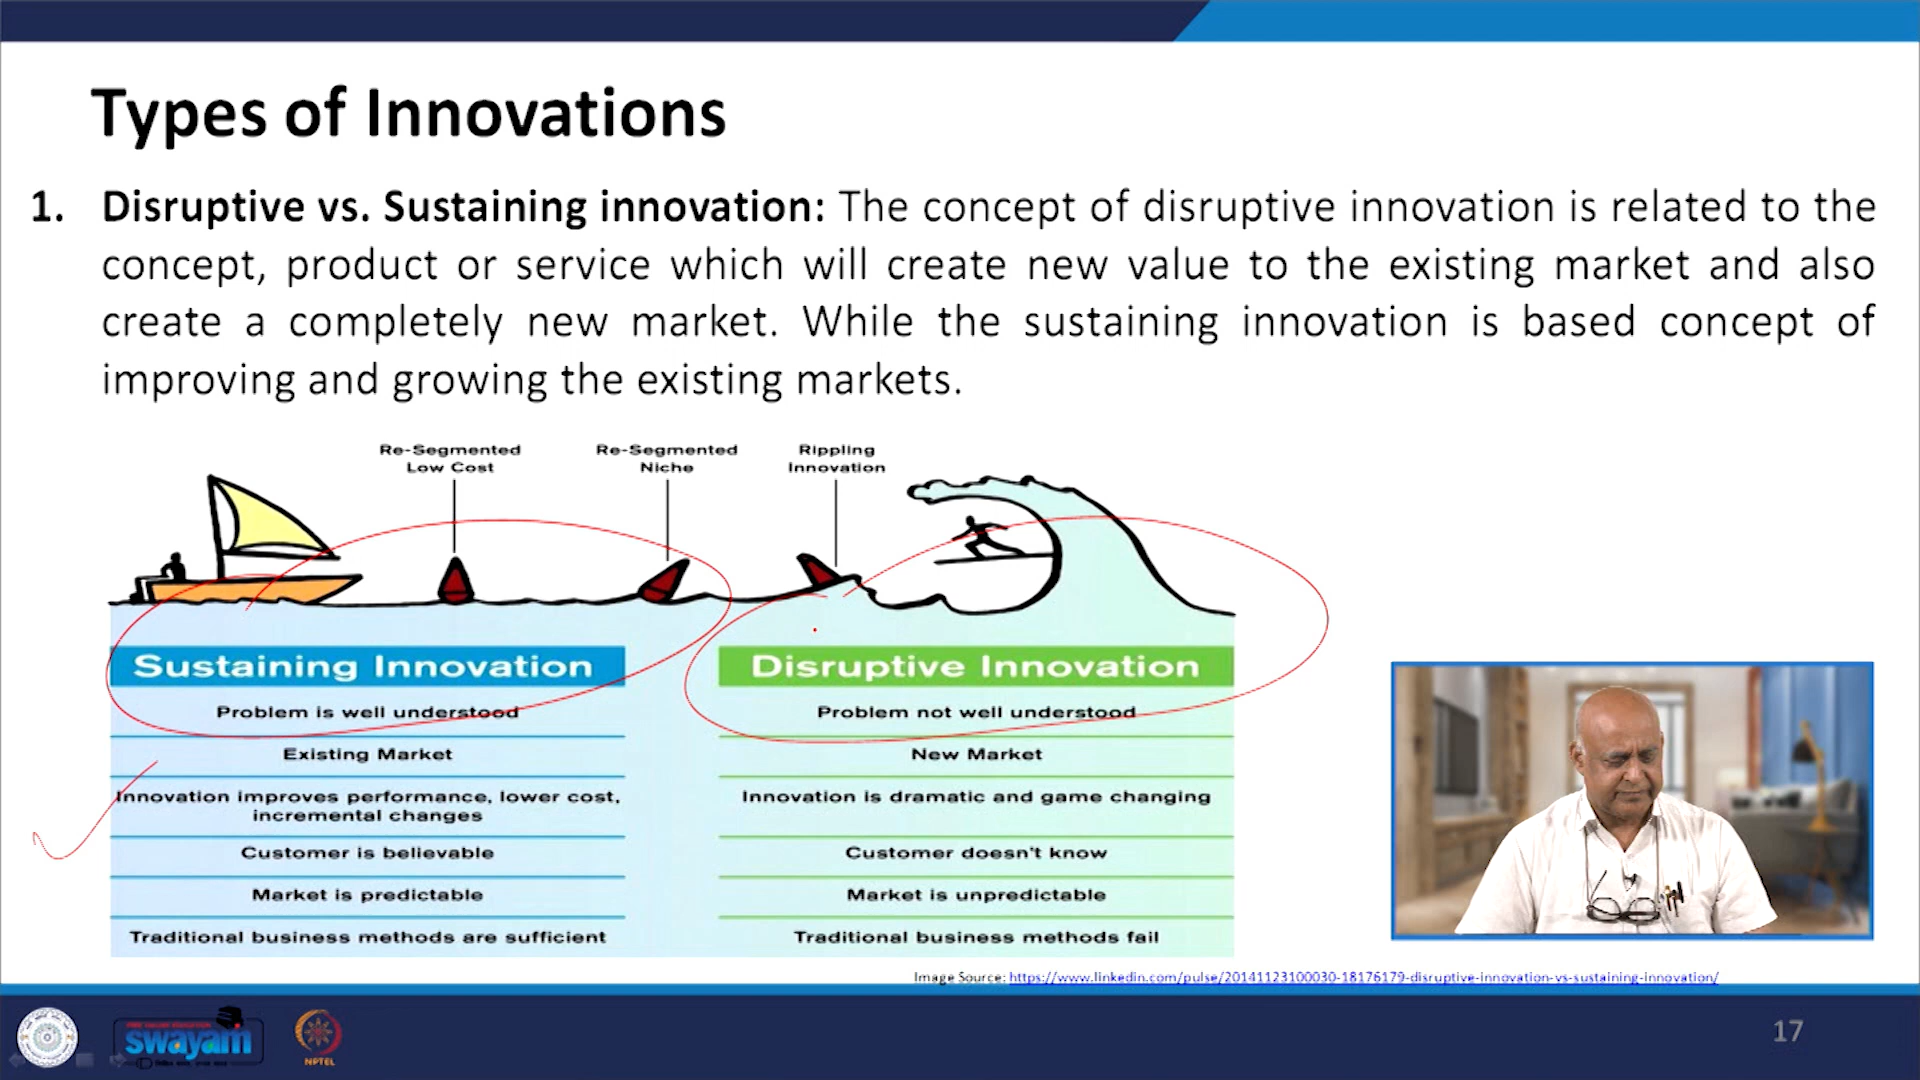 Types of Innovations
1. Disruptive vs. Sustaining innovation: The concept of disruptive innovation is related to the
concept, product or service which will create new value to the existing market and also
create a completely new market. While the sustaining innovation is based concept of
improving and growing the existing markets.
Re-Segmented
Low Cost
Re-Segmented
Niche
Rippling
Innovation
Sustaining Innovation
Problem is well understood
Existing Market
Innovation improves performance, lower cost,
incremental changes
Customer is believable
Market is predictable
Traditional business methods are sufficient
Disruptive Innovation
Problem not well understood
New Market
Innovation is dramatic and game changing
Customer doesn't know
Market is unpredictable
Traditional business methods fail
Image Source: https://www.linkedin.com/pulse/20141123100030-18176179-disruptive-innovation-vs-sustaining-innovation/
swayam
NPTEL
17